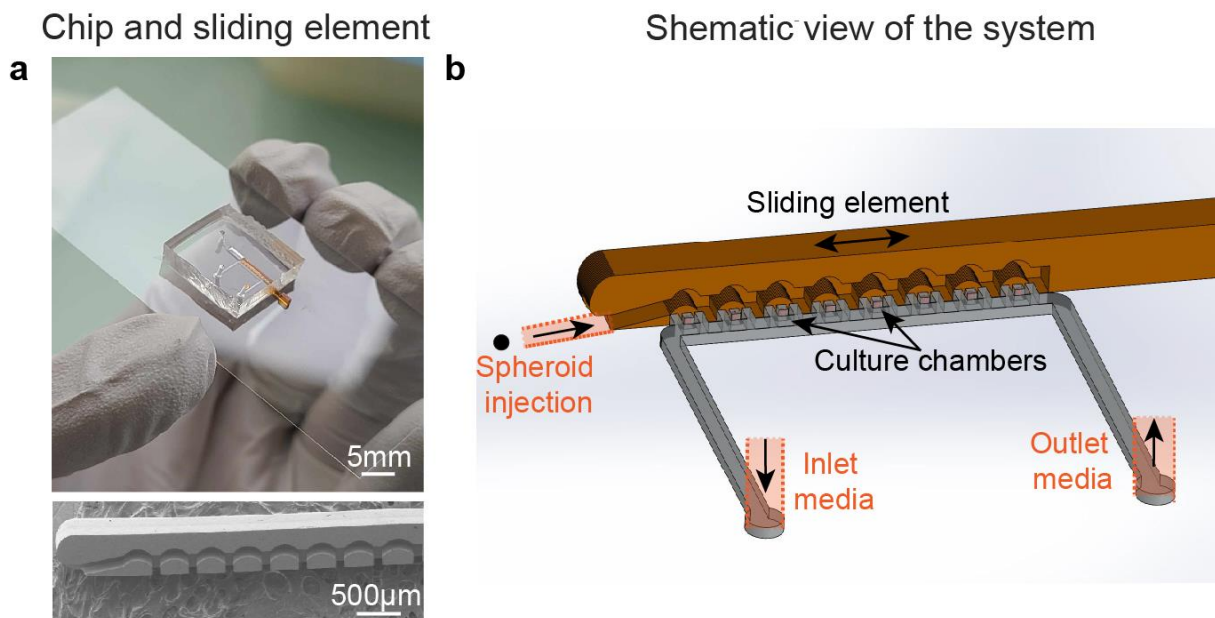 Chip and sliding element
Shematic view of the system
a
b
Sliding element
Spheroid
injection
Culture chambers
Inlet
media
Outlet
media
5mm
500µm